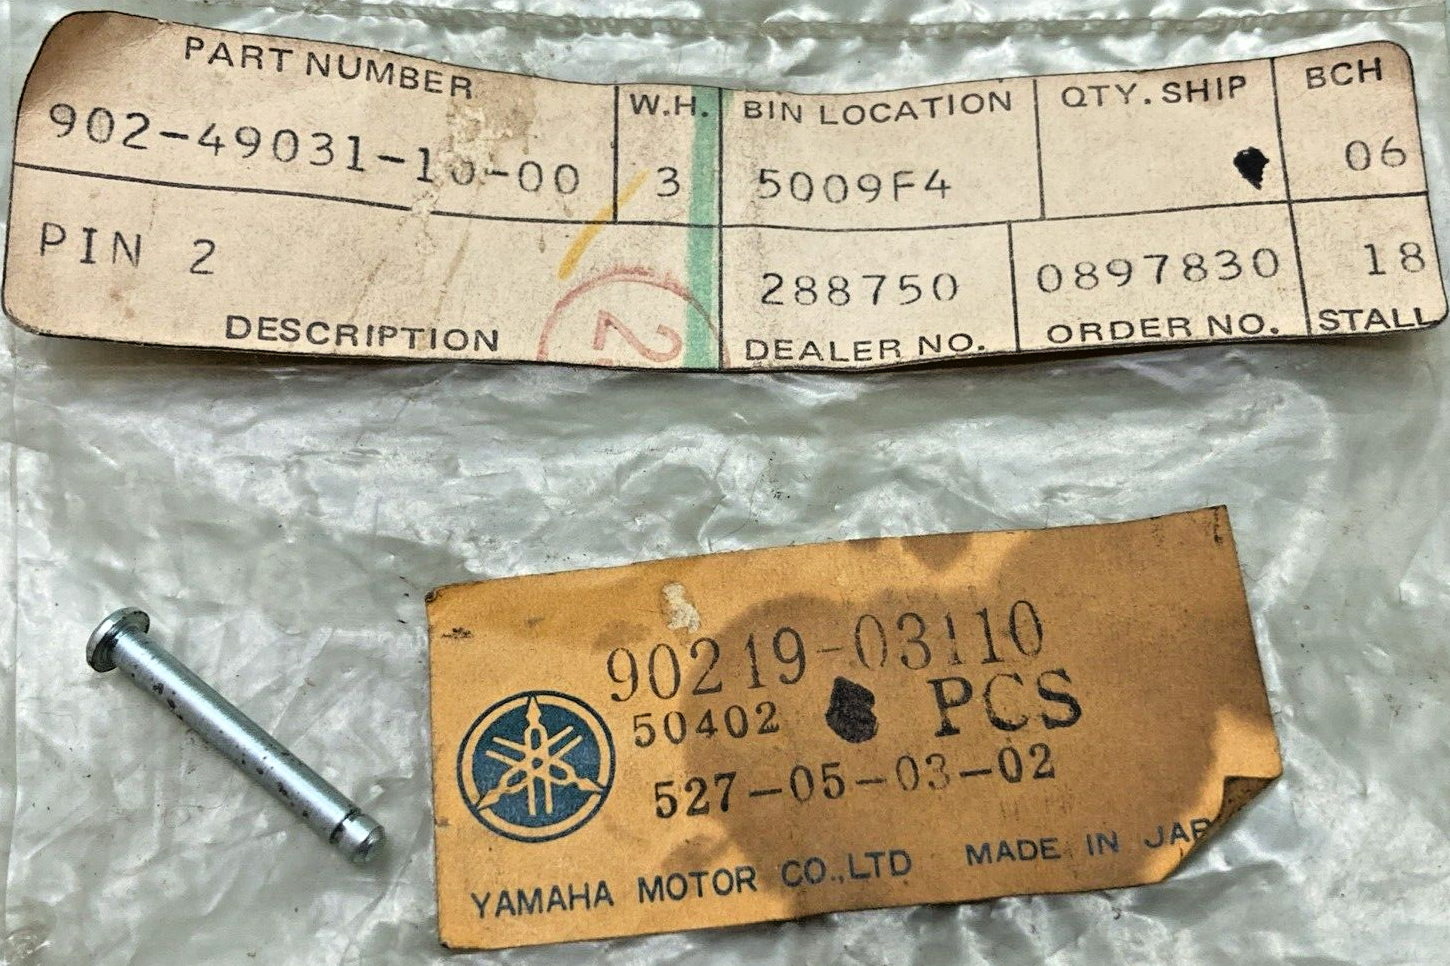 PART NUMBER W.H. BIN LOCATION QTY. SHIP BCH
902-49031-10-00 3 5009F4 06
PIN 2 288750 0897830 18
DESCRIPTION DEALER NO. ORDER NO. STALL
2
90219-03110
50402 PCS
527-05-03-02
YAMAHA MOTOR CO.,LTD MADE IN JAP